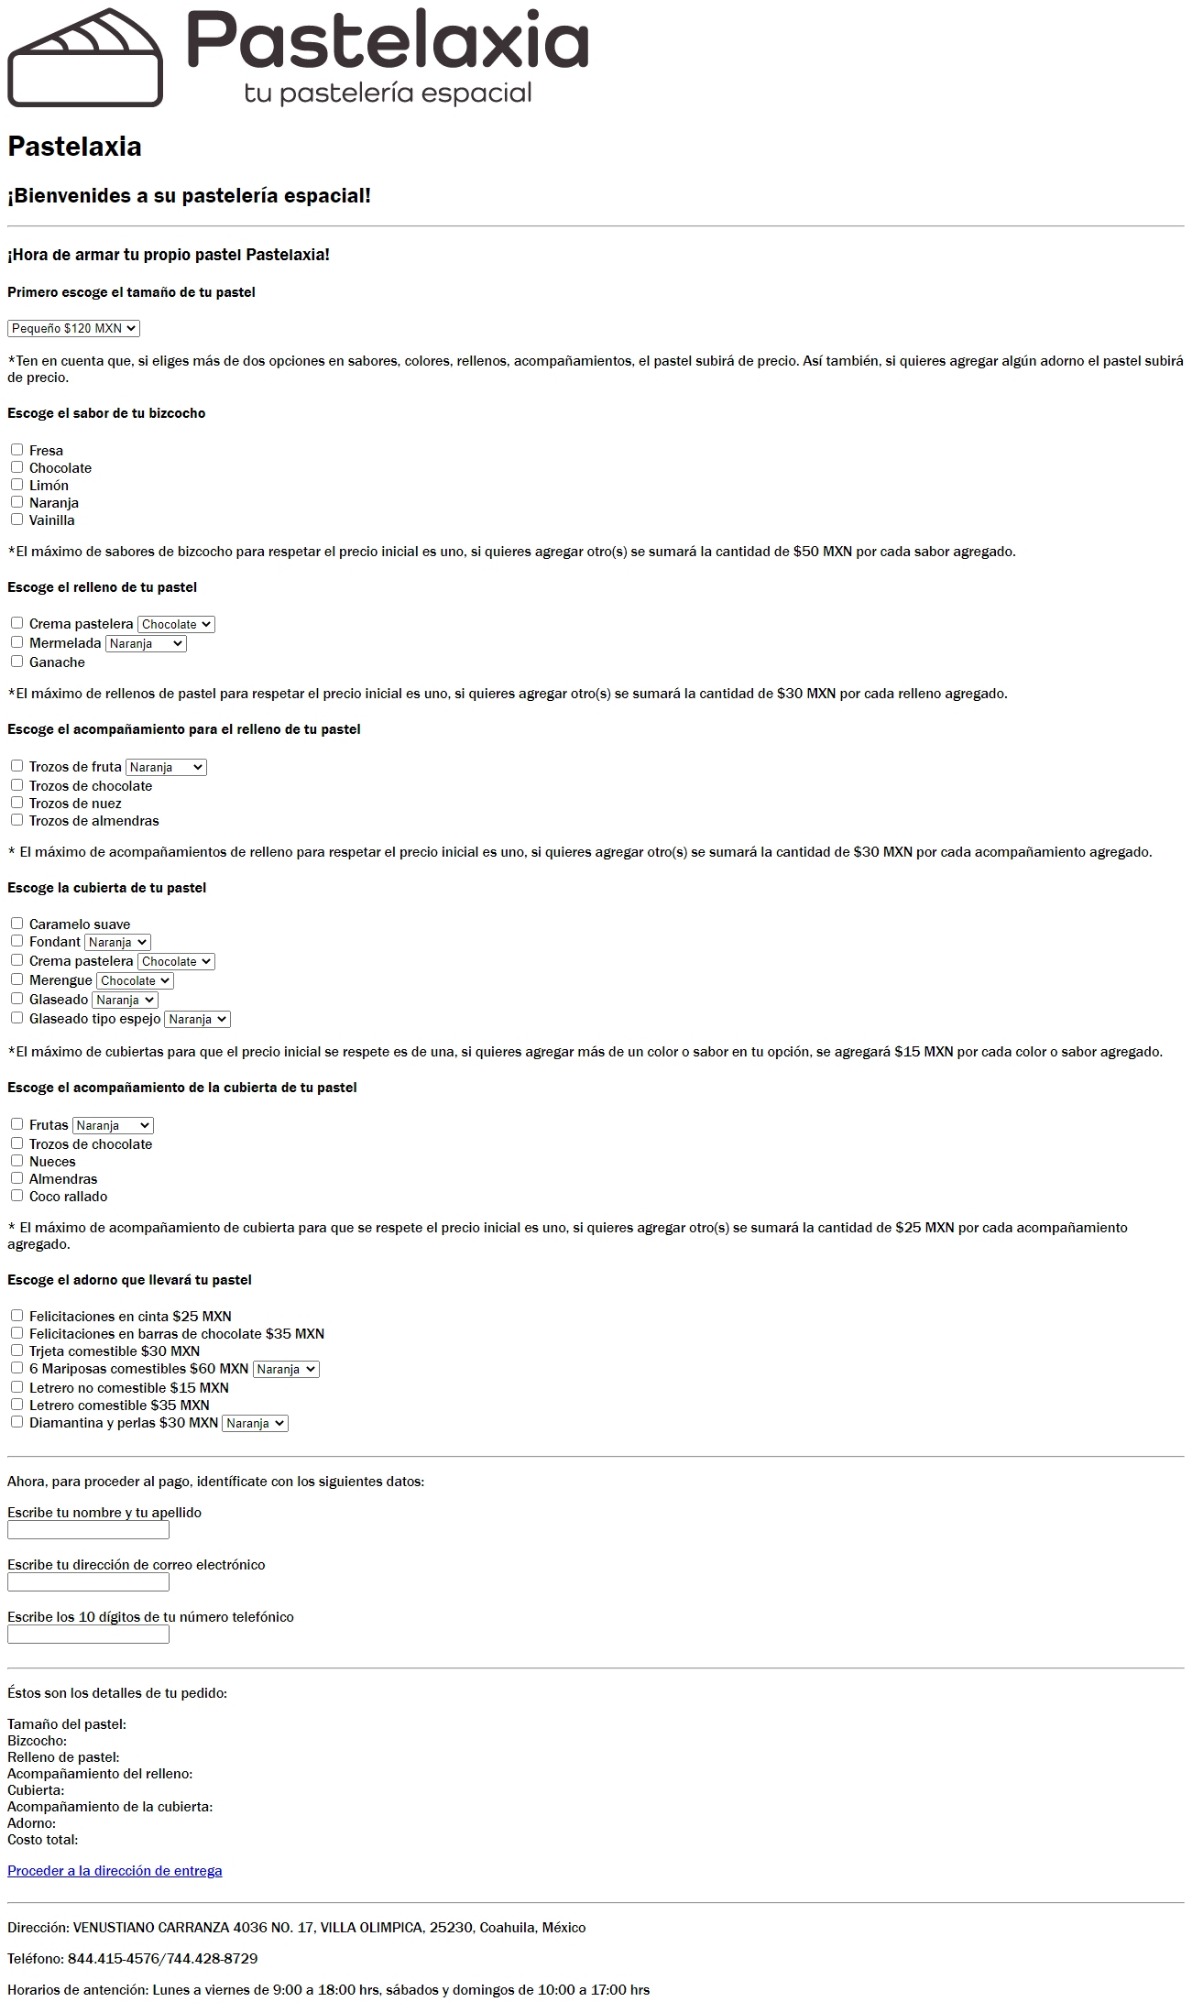 Pastelaxia
tu pastelería espacial
Pastelaxia
¡Bienvenides a su pastelería espacial!
¡Hora de armar tu propio pastel Pastelaxia!
Primero escoge el tamaño de tu pastel
Pequeño $120 MXN
*Ten en cuenta que, si eliges más de dos opciones en sabores, colores, rellenos, acompañamientos, el pastel subirá de precio. Así también, si quieres agregar algún adorno el pastel subirá
de precio.
Escoge el sabor de tu bizcocho
Fresa
Chocolate
Limón
Naranja
Vainilla
*El máximo de sabores de bizcocho para respetar el precio inicial es uno, si quieres agregar otro(s) se sumará la cantidad de $50 MXN por cada sabor agregado.
Escoge el relleno de tu pastel
Crema pastelera Chocolate
Mermelada Naranja
Ganache
*El máximo de rellenos de pastel para respetar el precio inicial es uno, si quieres agregar otro(s) se sumará la cantidad de $30 MXN por cada relleno agregado.
Escoge el acompañamiento para el relleno de tu pastel
Trozos de fruta Naranja
Trozos de chocolate
Trozos de nuez
Trozos de almendras
* El máximo de acompañamientos de relleno para respetar el precio inicial es uno, si quieres agregar otro(s) se sumará la cantidad de $30 MXN por cada acompañamiento agregado.
Escoge la cubierta de tu pastel
Caramelo suave
Fondant Naranja
Crema pastelera Chocolate
Merengue Chocolate
Glaseado Naranja
Glaseado tipo espejo Naranja
*El máximo de cubiertas para que el precio inicial se respete es de una, si quieres agregar más de un color o sabor en tu opción, se agregará $15 MXN por cada color o sabor agregado.
Escoge el acompañamiento de la cubierta de tu pastel
Frutas Naranja
Trozos de chocolate
Nueces
Almendras
Coco rallado
* El máximo de acompañamiento de cubierta para que se respete el precio inicial es uno, si quieres agregar otro(s) se sumará la cantidad de $25 MXN por cada acompañamiento
agregado.
Escoge el adorno que llevará tu pastel
Felicitaciones en cinta $25 MXN
Felicitaciones en barras de chocolate $35 MXN
Trjeta comestible $30 MXN
6 Mariposas comestibles $60 MXN Naranja
Letrero no comestible $15 MXN
Letrero comestible $35 MXN
Diamantina y perlas $30 MXN Naranja
Ahora, para proceder al pago, identíficate con los siguientes datos:
Escribe tu nombre y tu apellido
Escribe tu dirección de correo electrónico
Escribe los 10 dígitos de tu número telefónico
Éstos son los detalles de tu pedido:
Tamaño del pastel:
Bizcocho:
Relleno de pastel:
Acompañamiento del relleno:
Cubierta:
Acompañamiento de la cubierta:
Adorno:
Costo total:
Proceder a la dirección de entrega
Dirección: VENUSTIANO CARRANZA 4036 NO. 17, VILLA OLIMPICA, 25230, Coahuila, México
Teléfono: 844.415-4576/744.428-8729
Horarios de antención: Lunes a viernes de 9:00 a 18:00 hrs, sábados y domingos de 10:00 a 17:00 hrs